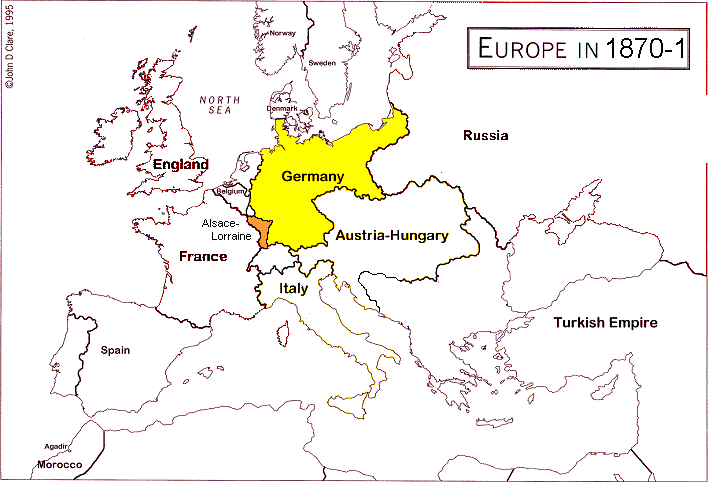 ©John D Clare, 1995
EUROPE IN 1870-1
Norway
Sweden
NORTH
SEA
Denmark
Russia
England
Germany
Belgium
Alsace-
Lorraine
Austria-Hungary
France
Italy
Turkish Empire
Spain
Agadir
Morocco